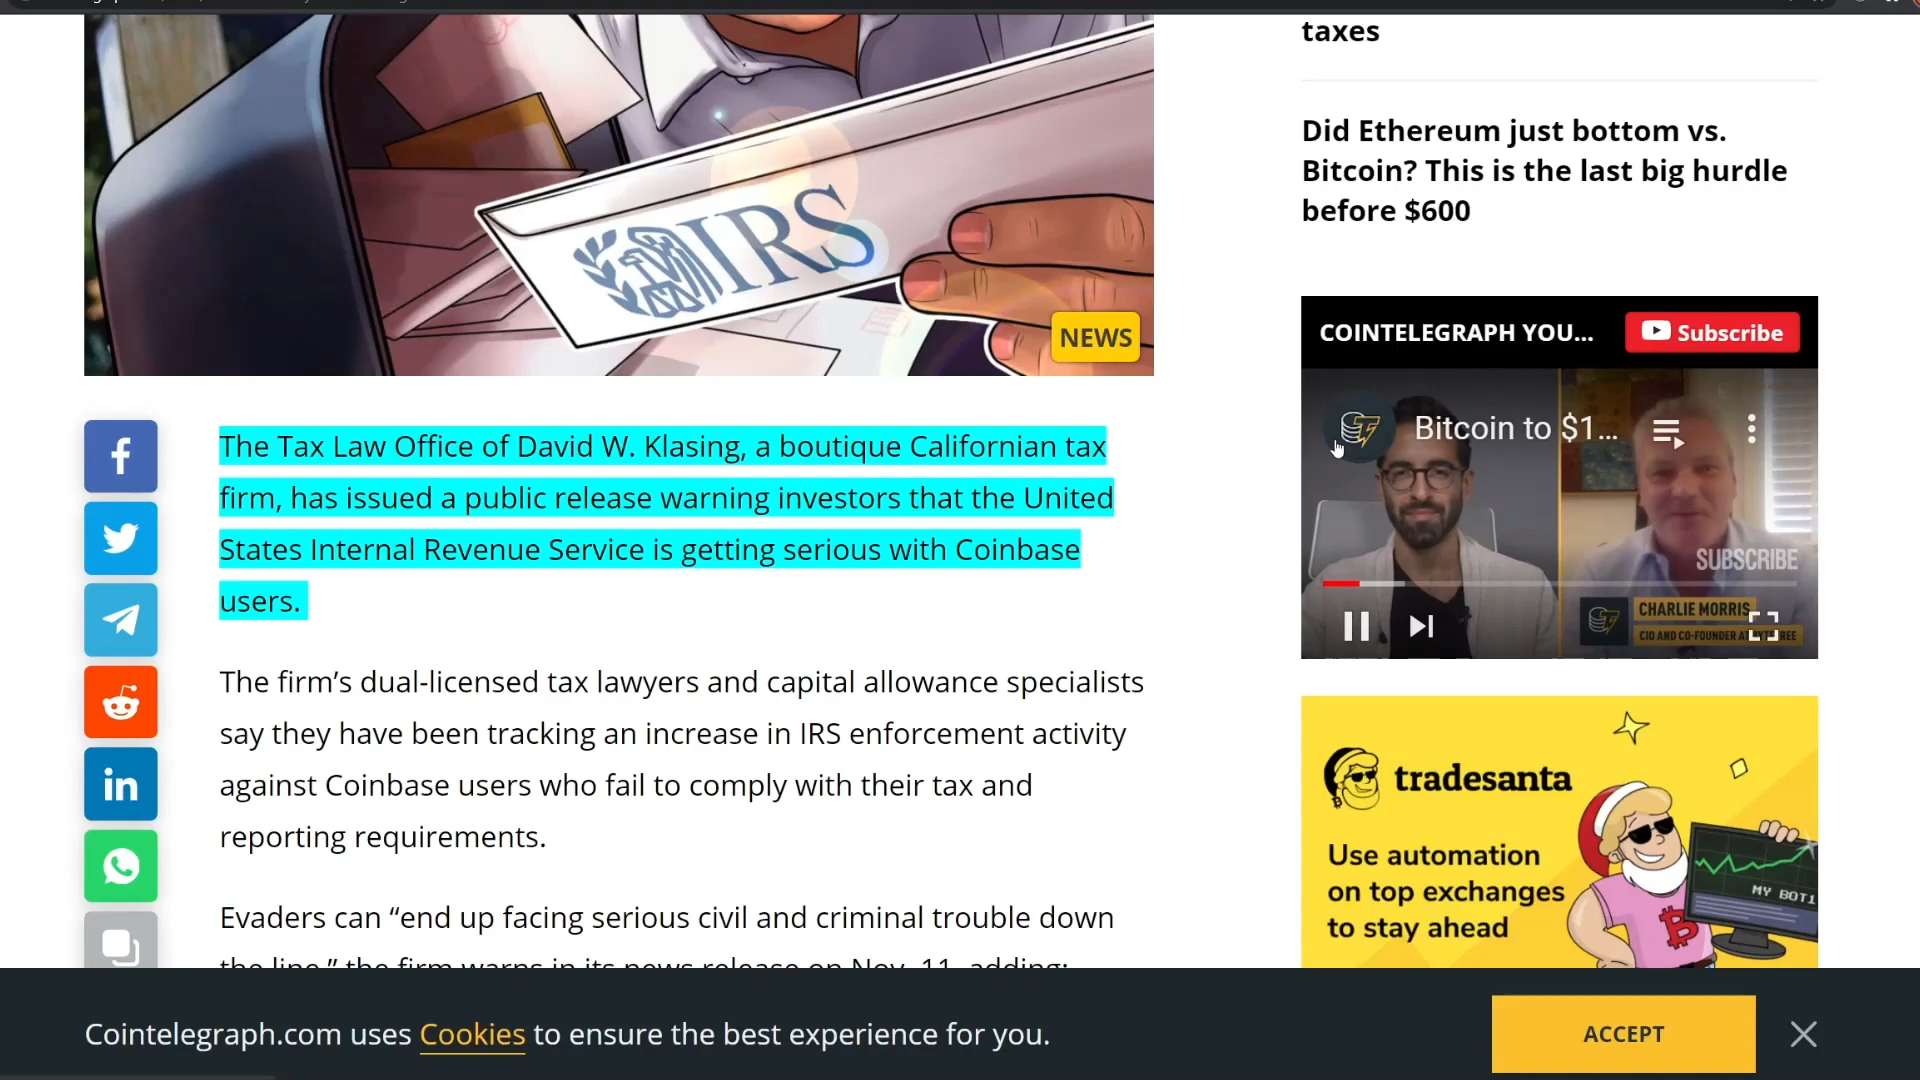 taxes
Did Ethereum just bottom vs.
Bitcoin? This is the last big hurdle
before $600
IRS
NEWS
COINTELEGRAPH YOU...
Subscribe
Bitcoin to $1...
SUBSCRIBE
CHARLIE MORRIS
CIO AND CO-FOUNDER AT
The Tax Law Office of David W. Klasing, a boutique Californian tax
firm, has issued a public release warning investors that the United
States Internal Revenue Service is getting serious with Coinbase
users.
The firm’s dual-licensed tax lawyers and capital allowance specialists
say they have been tracking an increase in IRS enforcement activity
against Coinbase users who fail to comply with their tax and
reporting requirements.
Evaders can “end up facing serious civil and criminal trouble down
the line,” the firm warns in its news release on Nov. 11, adding:
tradesanta
Use automation
on top exchanges
to stay ahead
MY BOT1
Cointelegraph.com uses Cookies to ensure the best experience for you.
ACCEPT